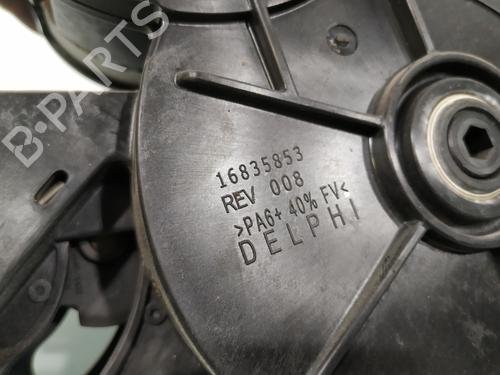 B-PARTS
16835853
REV 008
>PA6+ 40% FV<
DELPHI